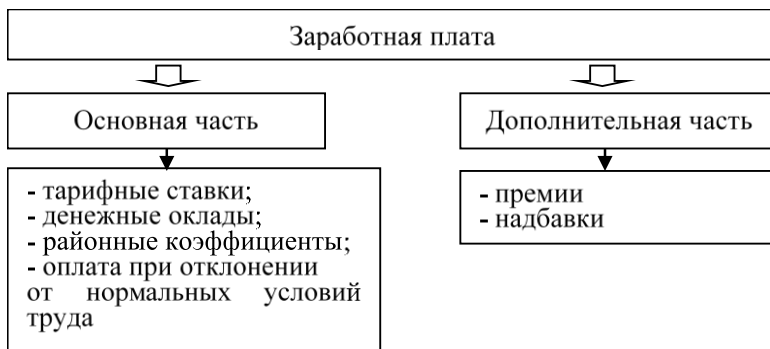 Заработная плата
Основная часть
Дополнительная часть
- тарифные ставки;
- денежные оклады;
- районные коэффициенты;
- оплата при отклонении
от нормальных условий
труда
- премии
- надбавки